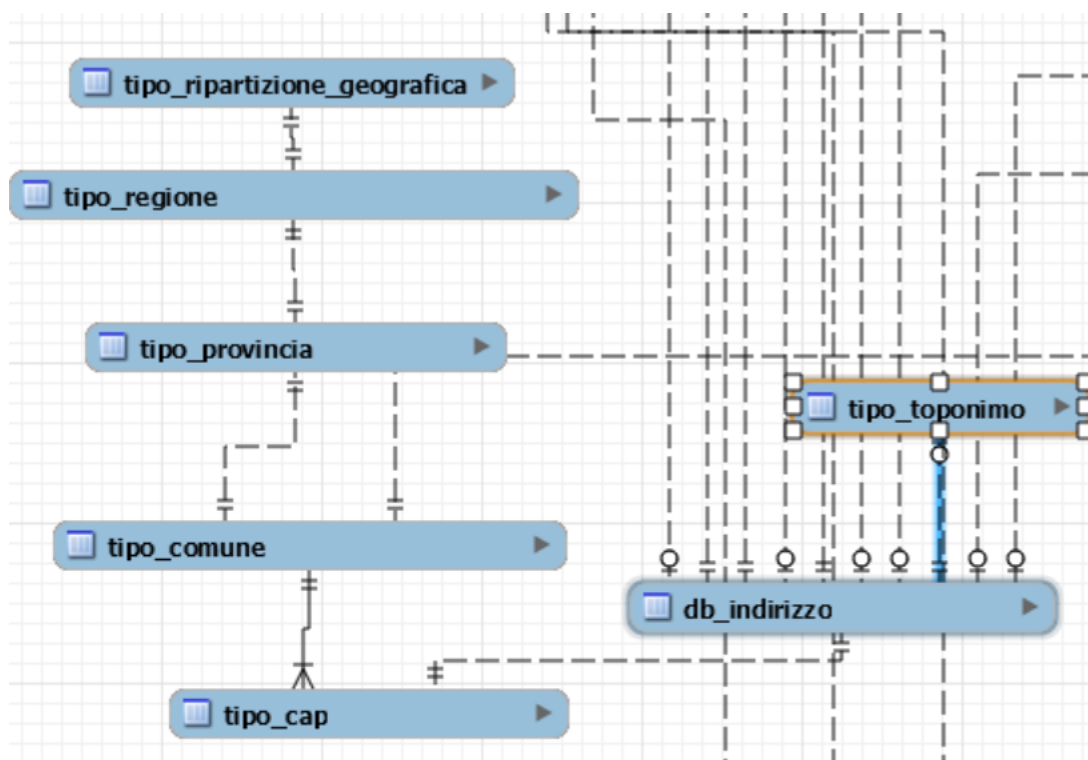 tipo_ripartizione_geografica
tipo_regione
tipo_provincia
tipo_toponimo
tipo_comune
db_indirizzo
tipo_cap